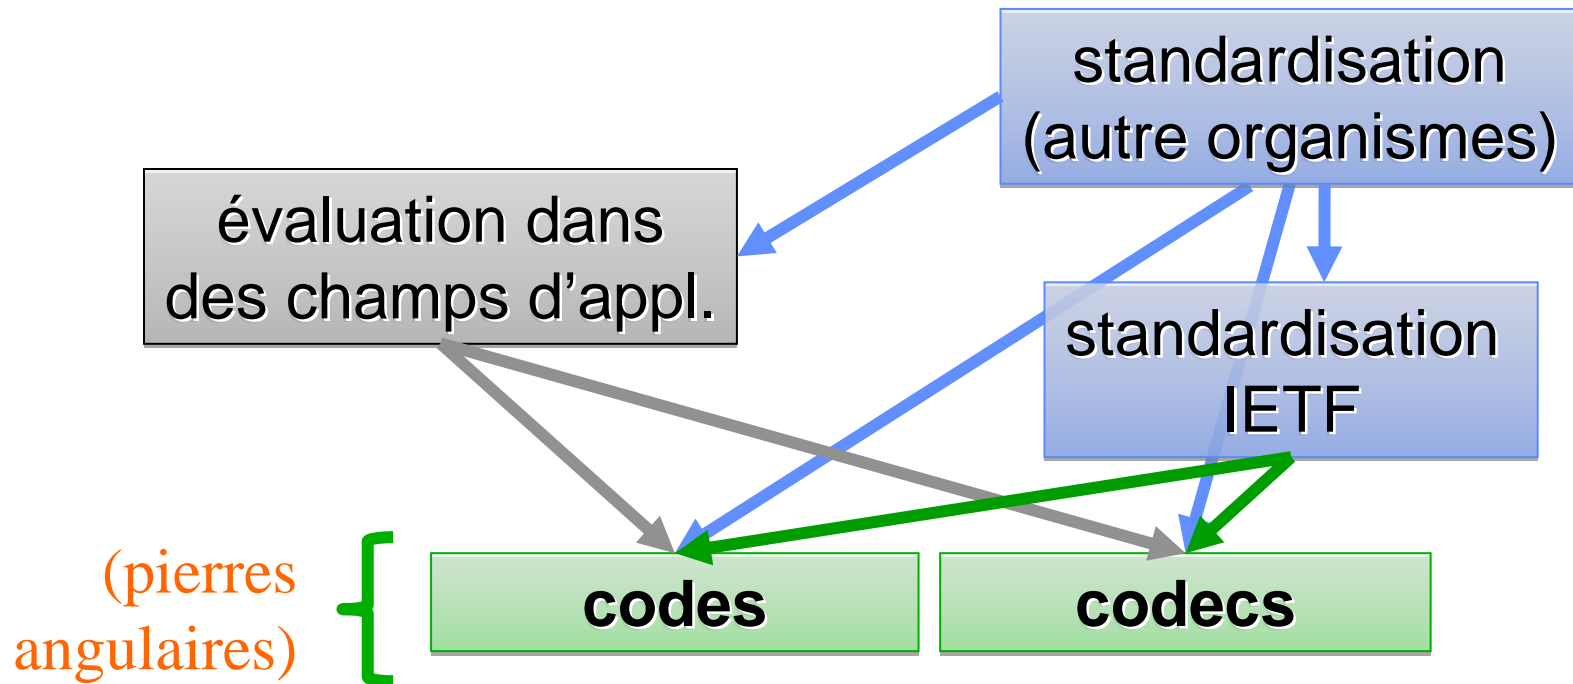 standardisation
(autre organismes)
évaluation dans
des champs d’appl.
standardisation
IETF
(pierres
angulaires)
codes
codecs